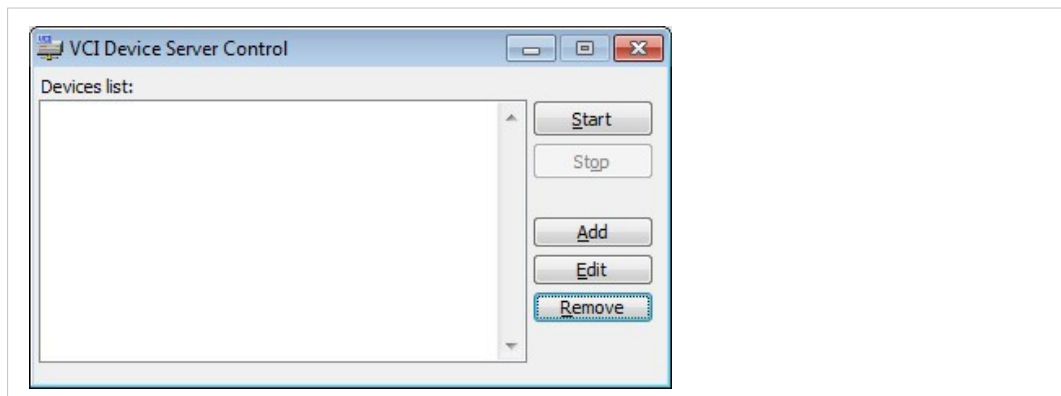 VCI Device Server Control
Devices list:
Start
Stop
Add
Edit
Remove